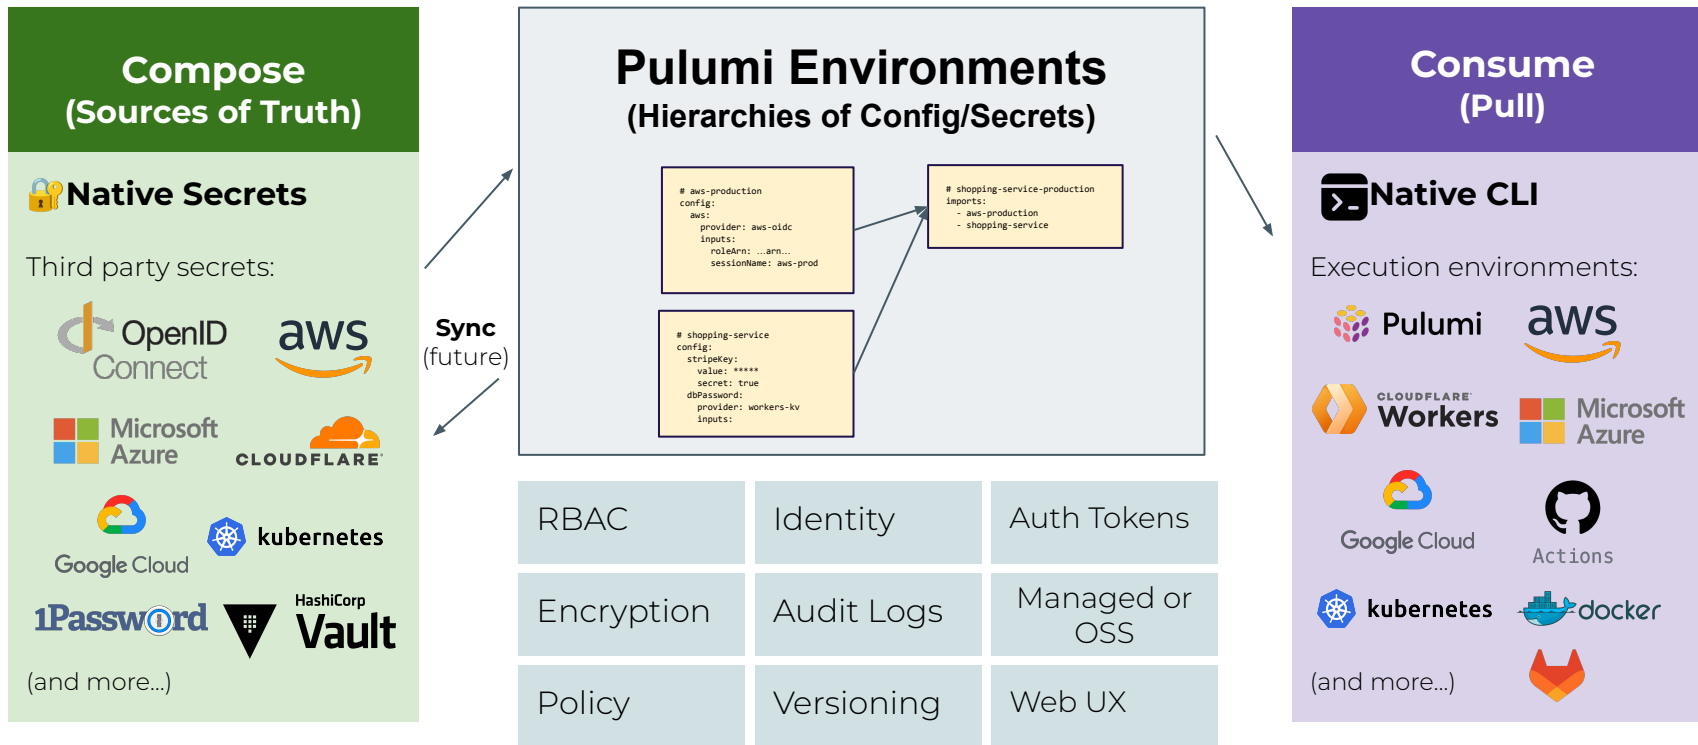 Compose
(Sources of Truth)
Native Secrets
Third party secrets:
OpenID
Connect
aws
Microsoft
Azure
CLOUDFLARE
Google Cloud
kubernetes
1Password
HashiCorp
Vault
(and more...)
Sync
(future)
Pulumi Environments
(Hierarchies of Config/Secrets)
# aws-production
config:
aws:
provider: aws-oidc
inputs:
roleArn: ...arn...
sessionName: aws-prod
# shopping-service
config:
stripeKey:
value: *****
secret: true
dbPassword:
provider: workers-kv
inputs:
# shopping-service-production
imports:
- aws-production
- shopping-service
RBAC
Identity
Auth Tokens
Encryption
Audit Logs
Managed or
OSS
Policy
Versioning
Web UX
Consume
(Pull)
Native CLI
Execution environments:
Pulumi
aws
CLOUDFLARE
Workers
Microsoft
Azure
Google Cloud
Actions
kubernetes
docker
(and more...)